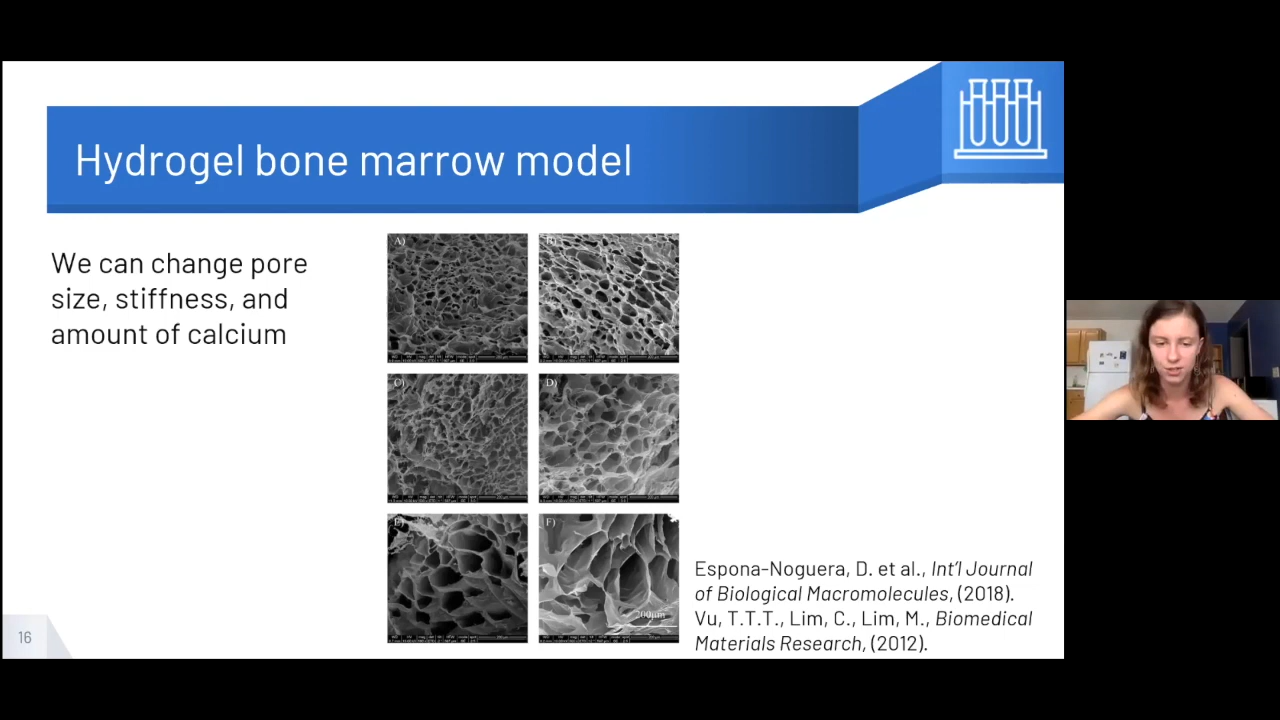 Hydrogel bone marrow model
We can change pore
size, stiffness, and
amount of calcium
A)
B)
C)
D)
E)
F)
200μm
Espona-Noguera, D. et al., Int'l Journal
of Biological Macromolecules, (2018).
Vu, T.T.T., Lim, C., Lim, M., Biomedical
Materials Research, (2012).
16